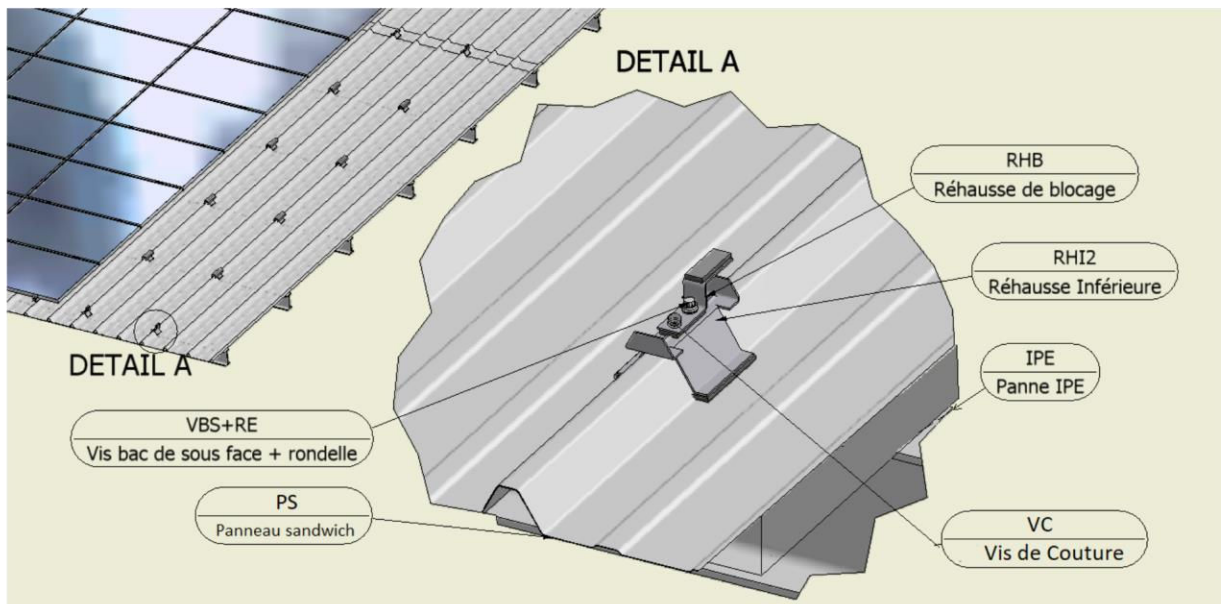 DETAIL A
RHB
Réhausse de blocage
RHI2
Réhausse Inférieure
IPE
Panne IPE
DETAIL A
VBS+RE
Vis bac de sous face + rondelle
PS
Panneau sandwich
VC
Vis de Couture